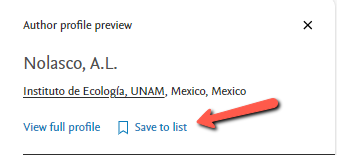 Author profile preview
Nolasco, A.L.
Instituto de Ecología, UNAM, Mexico, Mexico
View full profile Save to list